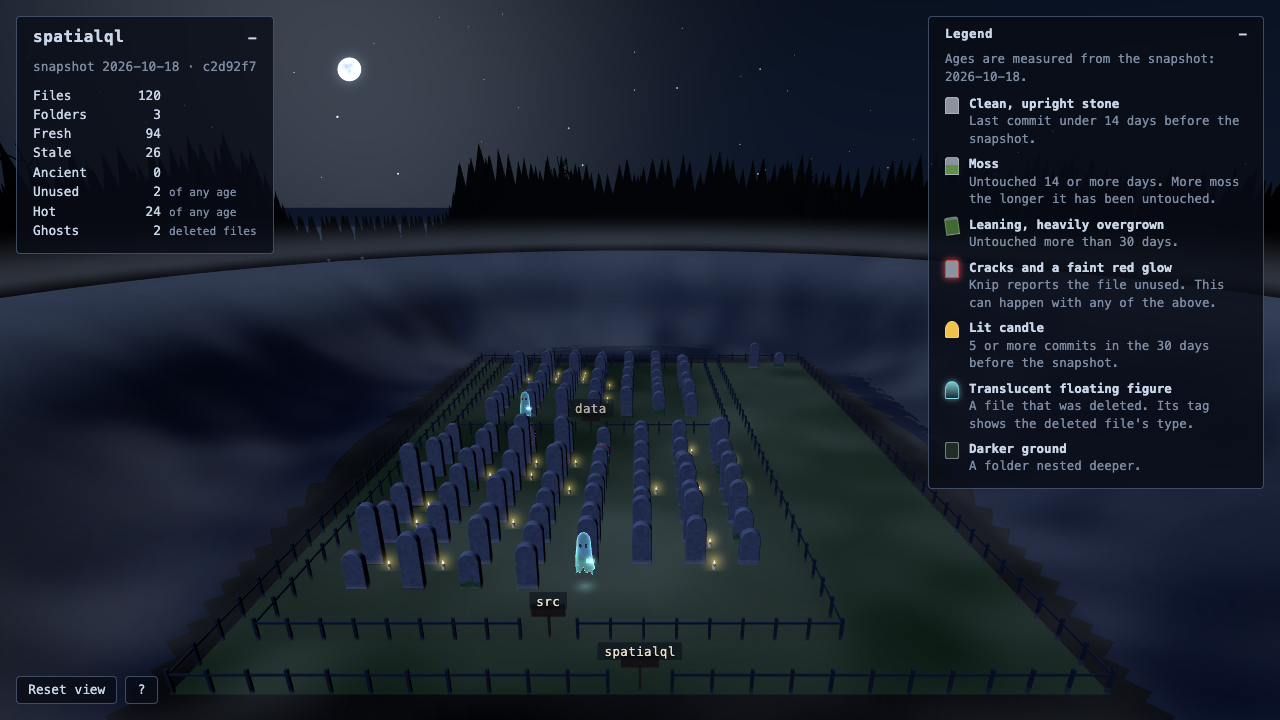 spatialql –
snapshot 2026-10-18 · c2d92f7
Files 120
Folders 3
Fresh 94
Stale 26
Ancient 0
Unused 2 of any age
Hot 24 of any age
Ghosts 2 deleted files
Legend –
Ages are measured from the snapshot:
2026-10-18.
Clean, upright stone
Last commit under 14 days before the
snapshot.
Moss
Untouched 14 or more days. More moss
the longer it has been untouched.
Leaning, heavily overgrown
Untouched more than 30 days.
Cracks and a faint red glow
Knip reports the file unused. This
can happen with any of the above.
Lit candle
5 or more commits in the 30 days
before the snapshot.
Translucent floating figure
A file that was deleted. Its tag
shows the deleted file's type.
Darker ground
A folder nested deeper.
data
src
spatialql
Reset view ?